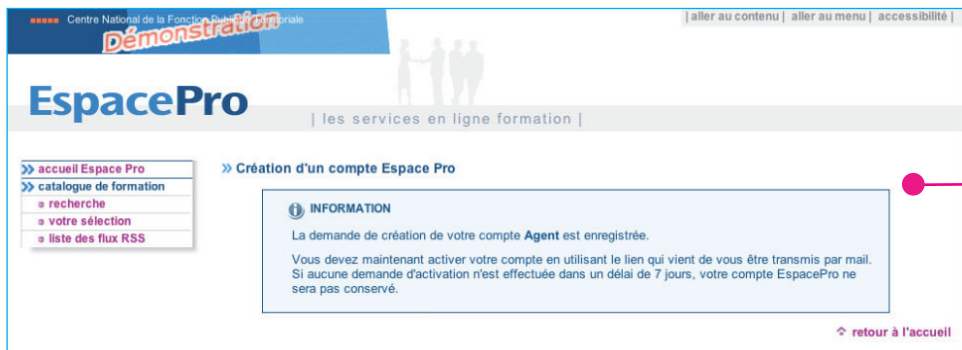 Centre National de la Fonction Publique Territoriale
Démonstration
| aller au contenu | aller au menu | accessibilité |
EspacePro
| les services en ligne formation |
accueil Espace Pro
catalogue de formation
recherche
votre sélection
liste des flux RSS
Création d'un compte Espace Pro
INFORMATION
La demande de création de votre compte Agent est enregistrée.
Vous devez maintenant activer votre compte en utilisant le lien qui vient de vous être transmis par mail.
Si aucune demande d'activation n'est effectuée dans un délai de 7 jours, votre compte EspacePro ne
sera pas conservé.
retour à l'accueil